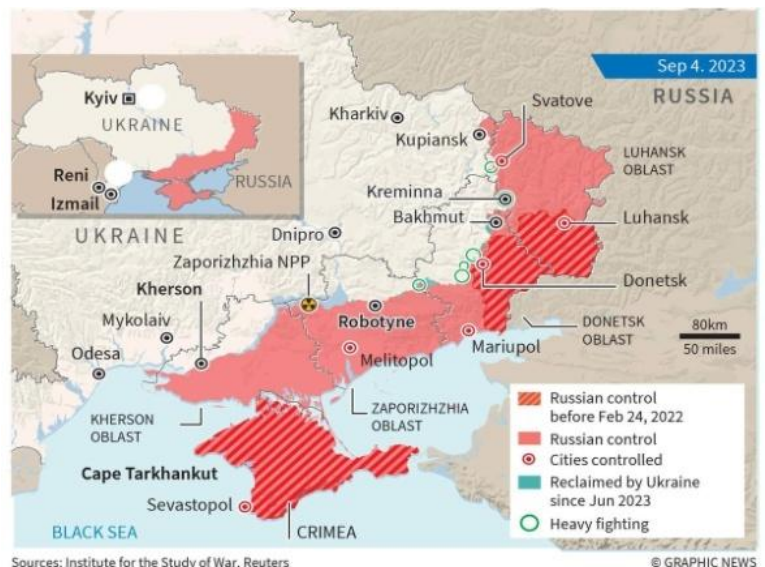 Sep 4. 2023
RUSSIA
Kyiv
UKRAINE
Reni
Izmail
RUSSIA
Kharkiv
Svatove
Kupiansk
LUHANSK
OBLAST
Kreminna
Bakhmut
Luhansk
UKRAINE
Dnipro
Zaporizhzhia NPP
Kherson
Donetsk
Mykolaiv
Robotyne
DONETSK
OBLAST
80km
50 miles
Odesa
Melitopol
Mariupol
KHERSON
OBLAST
ZAPORIZHZHIA
OBLAST
Cape Tarkhankut
Sevastopol
BLACK SEA
CRIMEA
Russian control
before Feb 24, 2022
Russian control
Cities controlled
Reclaimed by Ukraine
since Jun 2023
Heavy fighting
Sources: Institute for the Study of War, Reuters
© GRAPHIC NEWS